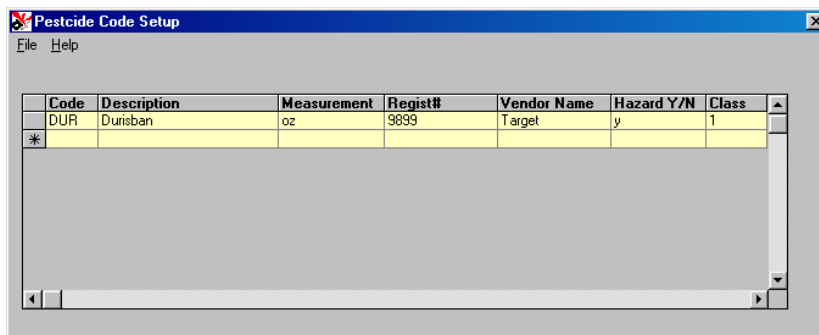 Pestcide Code Setup
File Help
Code Description Measurement Regist# Vendor Name Hazard Y/N Class
DUR Durisban oz 9899 Target y 1